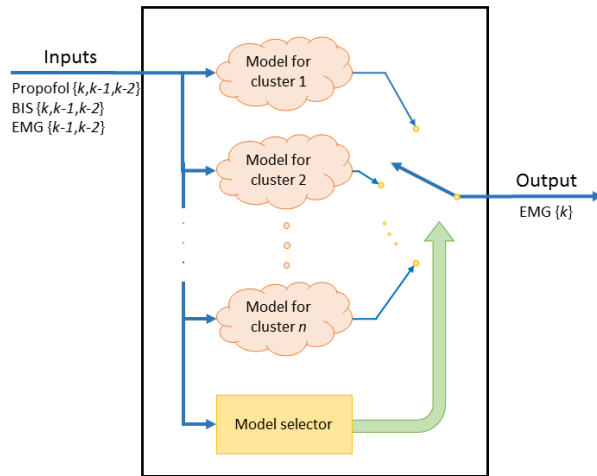 Inputs
Propofol {k,k-1,k-2}
BIS {k,k-1,k-2}
EMG {k-1,k-2}
Model for
cluster 1
Model for
cluster 2
Model for
cluster n
Model selector
Output
EMG {k}